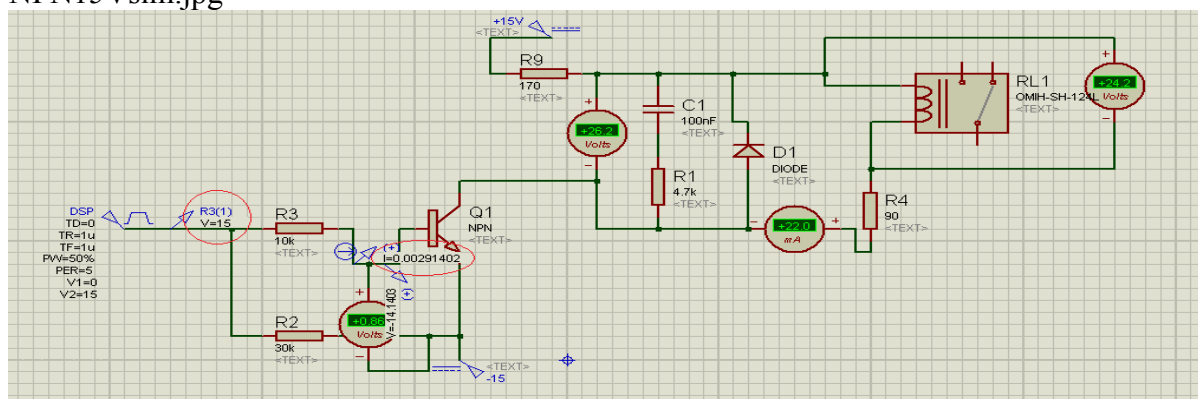 NPN15Vsim.jpg
+15V
<TEXT>
R9
170
<TEXT>
+26.2
Volts
C1
100nF
<TEXT>
R1
4.7k
<TEXT>
D1
DIODE
<TEXT>
RL1
OMIH-SH-124L
<TEXT>
+24.2
Volts
R4
90
<TEXT>
+22.0
mA
DSP
TD=0
TR=1u
TF=1u
PW=50%
PER=5
V1=0
V2=15
R3(1)
V=15
R3
10k
<TEXT>
Q1
NPN
<TEXT>
(+)
I=0.00291402
(+)
V=-14.1403
+0.86
Volts
R2
30k
<TEXT>
<TEXT>
-15